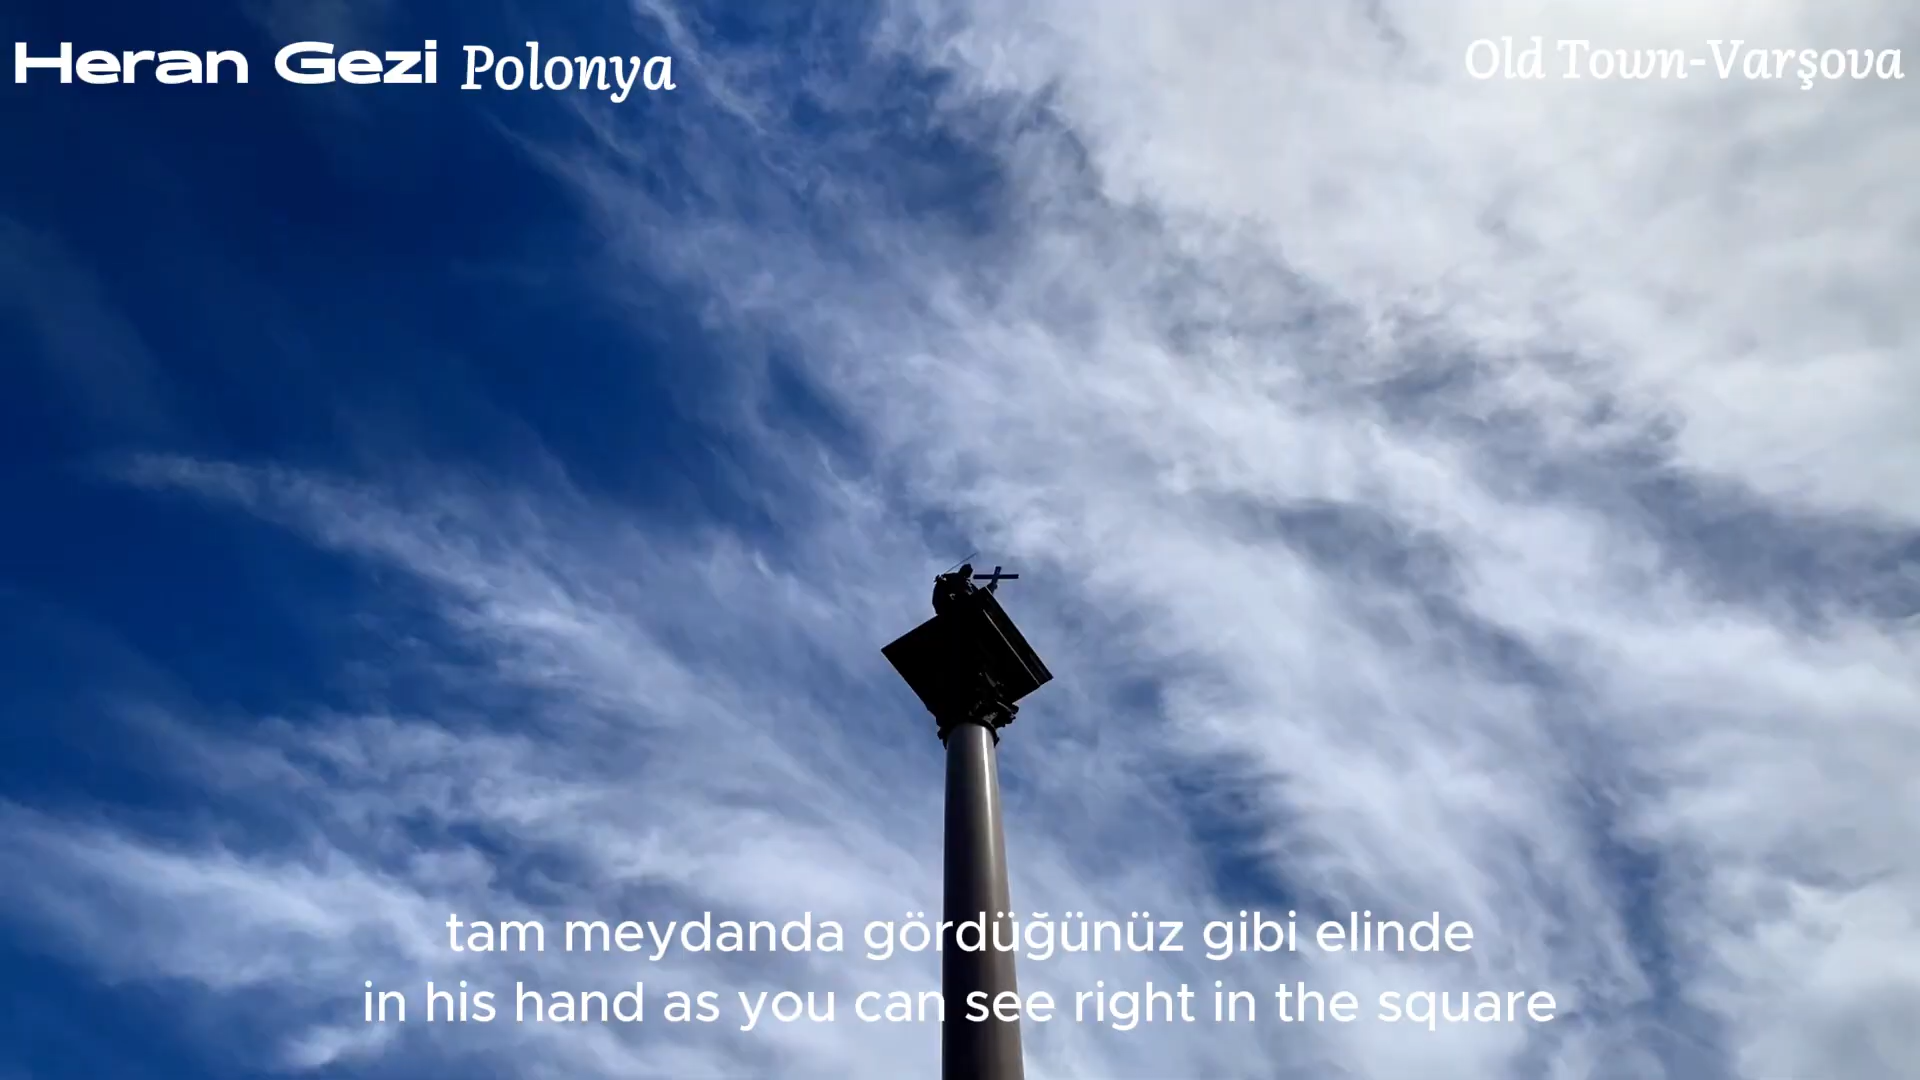 Heran Gezi Polonya
Old Town-Varşova
tam meydanda gördüğünüz gibi elinde
in his hand as you can see right in the square